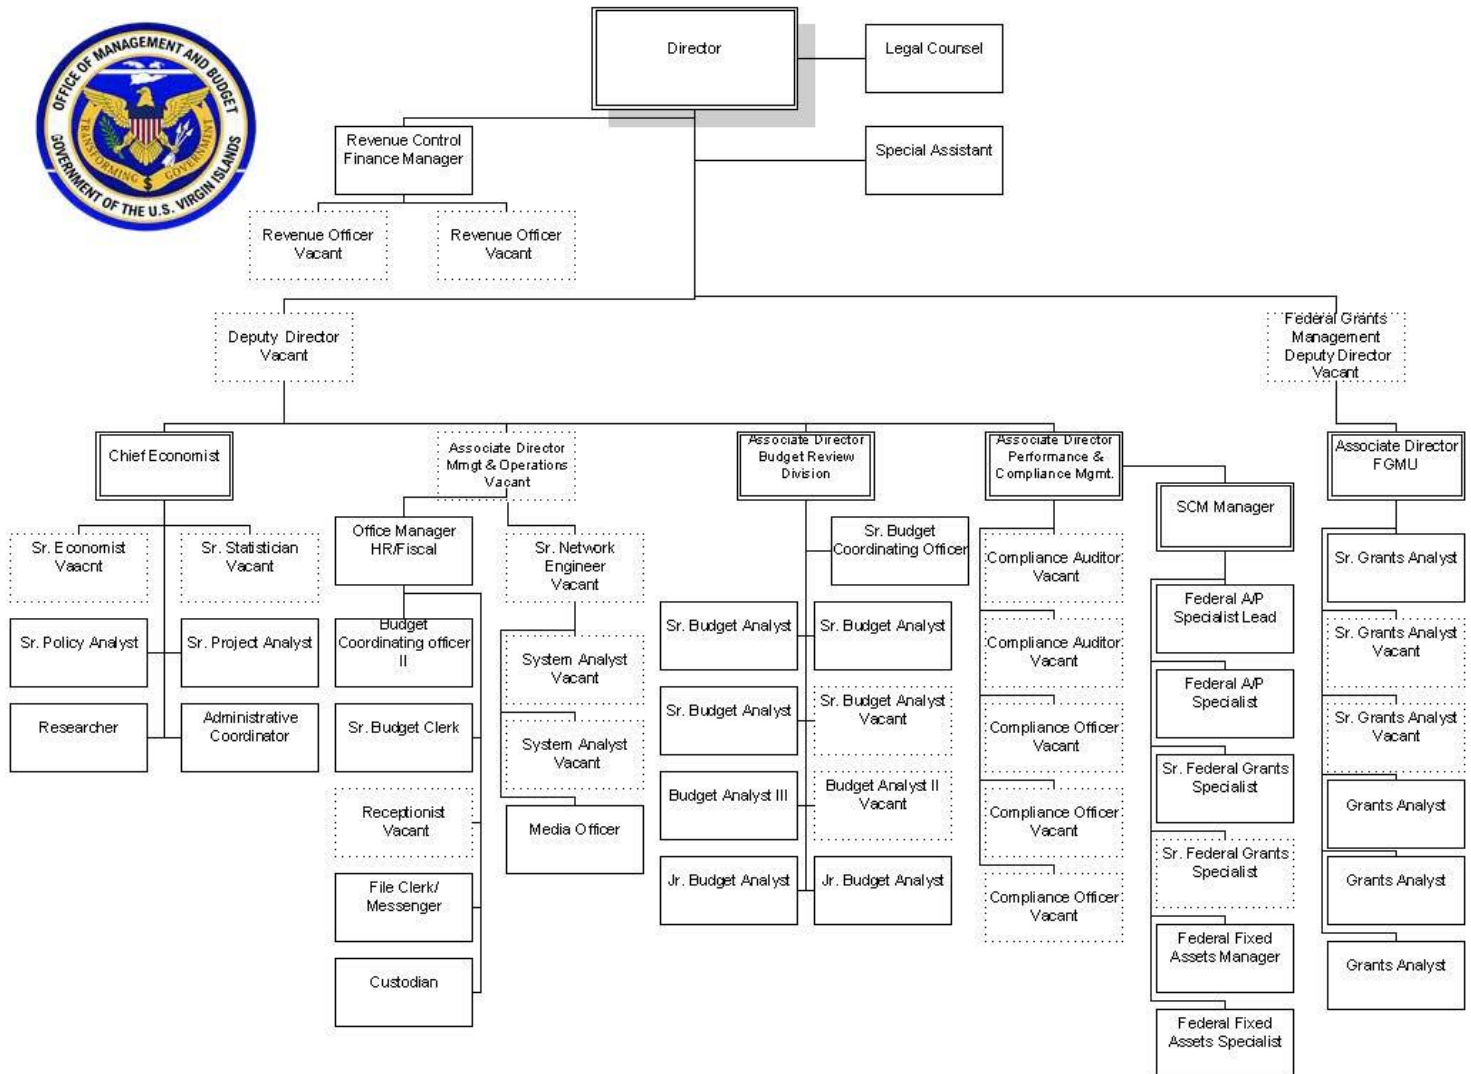 OFFICE OF MANAGEMENT AND BUDGET
TRANSFORMING GOVERNMENT
$
GOVERNMENT OF THE U.S. VIRGIN ISLANDS
Director
Legal Counsel
Special Assistant
Revenue Control
Finance Manager
Revenue Officer
Vacant
Revenue Officer
Vacant
Deputy Director
Vacant
Federal Grants
Management
Deputy Director
Vacant
Chief Economist
Associate Director
Mmgt & Operations
Vacant
Associate Director
Budget Review
Division
Associate Director
Performance &
Compliance Mgmt.
SCM Manager
Associate Director
FGMU
Sr. Economist
Vaacnt
Sr. Statistician
Vacant
Sr. Policy Analyst
Sr. Project Analyst
Researcher
Administrative
Coordinator
Office Manager
HR/Fiscal
Budget
Coordinating officer
II
Sr. Budget Clerk
Receptionist
Vacant
File Clerk/
Messenger
Custodian
Sr. Network
Engineer
Vacant
System Analyst
Vacant
System Analyst
Vacant
Media Officer
Sr. Budget
Coordinating Officer
Sr. Budget Analyst
Sr. Budget Analyst
Sr. Budget Analyst
Sr. Budget Analyst
Vacant
Budget Analyst III
Budget Analyst II
Vacant
Jr. Budget Analyst
Jr. Budget Analyst
Compliance Auditor
Vacant
Compliance Auditor
Vacant
Compliance Officer
Vacant
Compliance Officer
Vacant
Compliance Officer
Vacant
Federal A/P
Specialist Lead
Federal A/P
Specialist
Sr. Federal Grants
Specialist
Sr. Federal Grants
Specialist
Federal Fixed
Assets Manager
Federal Fixed
Assets Specialist
Sr. Grants Analyst
Sr. Grants Analyst
Vacant
Sr. Grants Analyst
Vacant
Grants Analyst
Grants Analyst
Grants Analyst